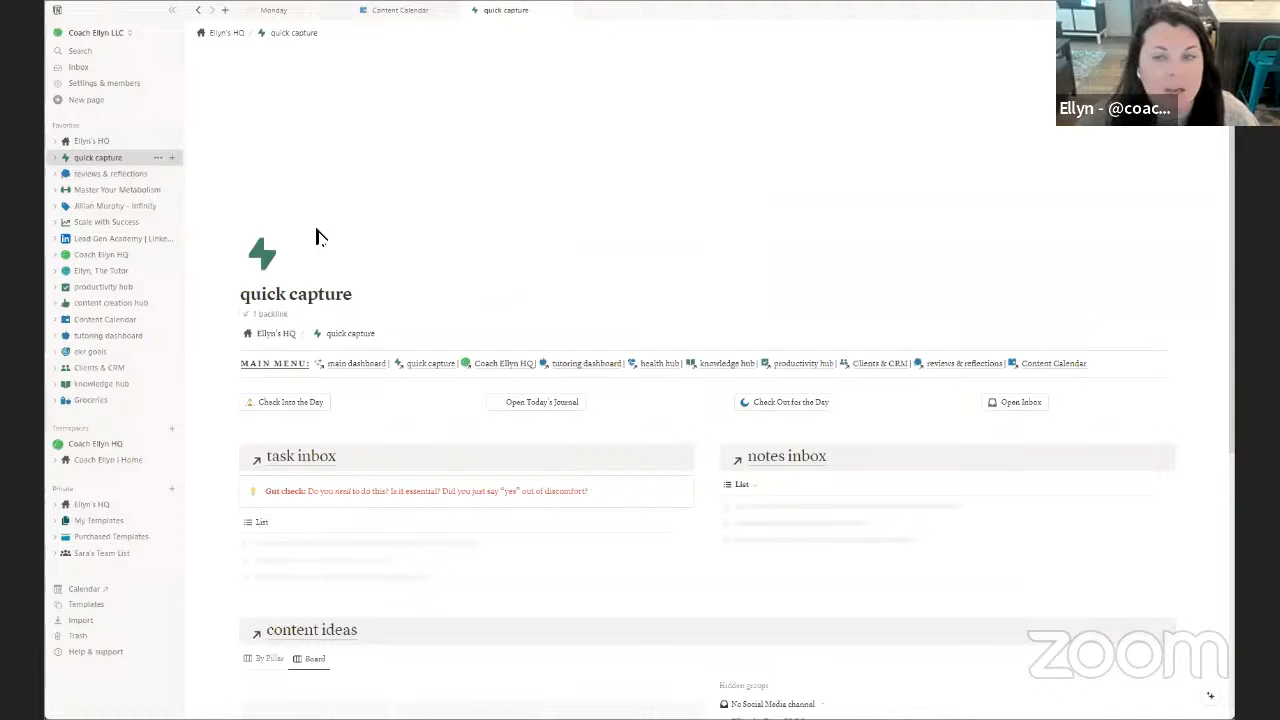 Monday
Content Calendar
quick capture
Coach Ellyn LLC
Ellyn's HQ / quick capture
Search
Inbox
Settings & members
New page
Favorites
Ellyn's HQ
quick capture
reviews & reflections
Master Your Metabolism
Jillian Murphy - Infinity
Scale with Success
Lead Gen Academy | Linke...
Coach Ellyn HQ
Ellyn, The Tutor
productivity hub
content creation hub
Content Calendar
tutoring dashboard
okr goals
Clients & CRM
knowledge hub
Groceries
Teamspaces
Coach Ellyn HQ
Coach Ellyn | Home
Private
Ellyn's HQ
My Templates
Purchased Templates
Sara's Team List
Calendar ↗
Templates
Import
Trash
Help & support
Ellyn - @coac...
quick capture
1 backlink
Ellyn's HQ / quick capture
MAIN MENU: main dashboard | quick capture | Coach Ellyn HQ | tutoring dashboard | health hub | knowledge hub | productivity hub | Clients & CRM | reviews & reflections | Content Calendar
Check Into the Day Open Today's Journal Check Out for the Day Open Inbox
task inbox
Gut check: Do you need to do this? Is it essential? Did you just say “yes” out of discomfort?
List
notes inbox
List
content ideas
By Pillar Board
Hidden groups
No Social Media channel
zoom